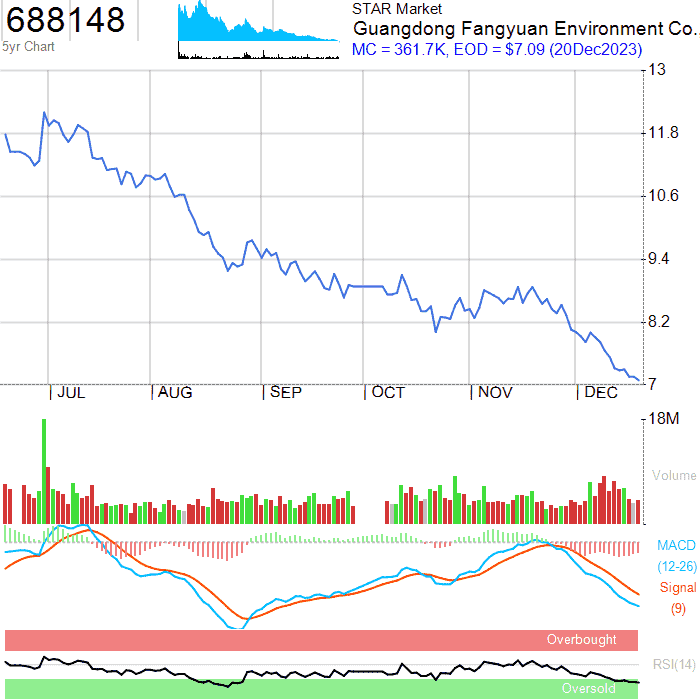 688148
5yr Chart
STAR Market
Guangdong Fangyuan Environment Co.,
MC = 361.7K, EOD = $7.09 (20Dec2023)
13
11.8
10.6
9.4
8.2
7
JUL AUG SEP OCT NOV DEC
18M
Volume
MACD
(12-26)
Signal
(9)
Overbought
RSI(14)
Oversold